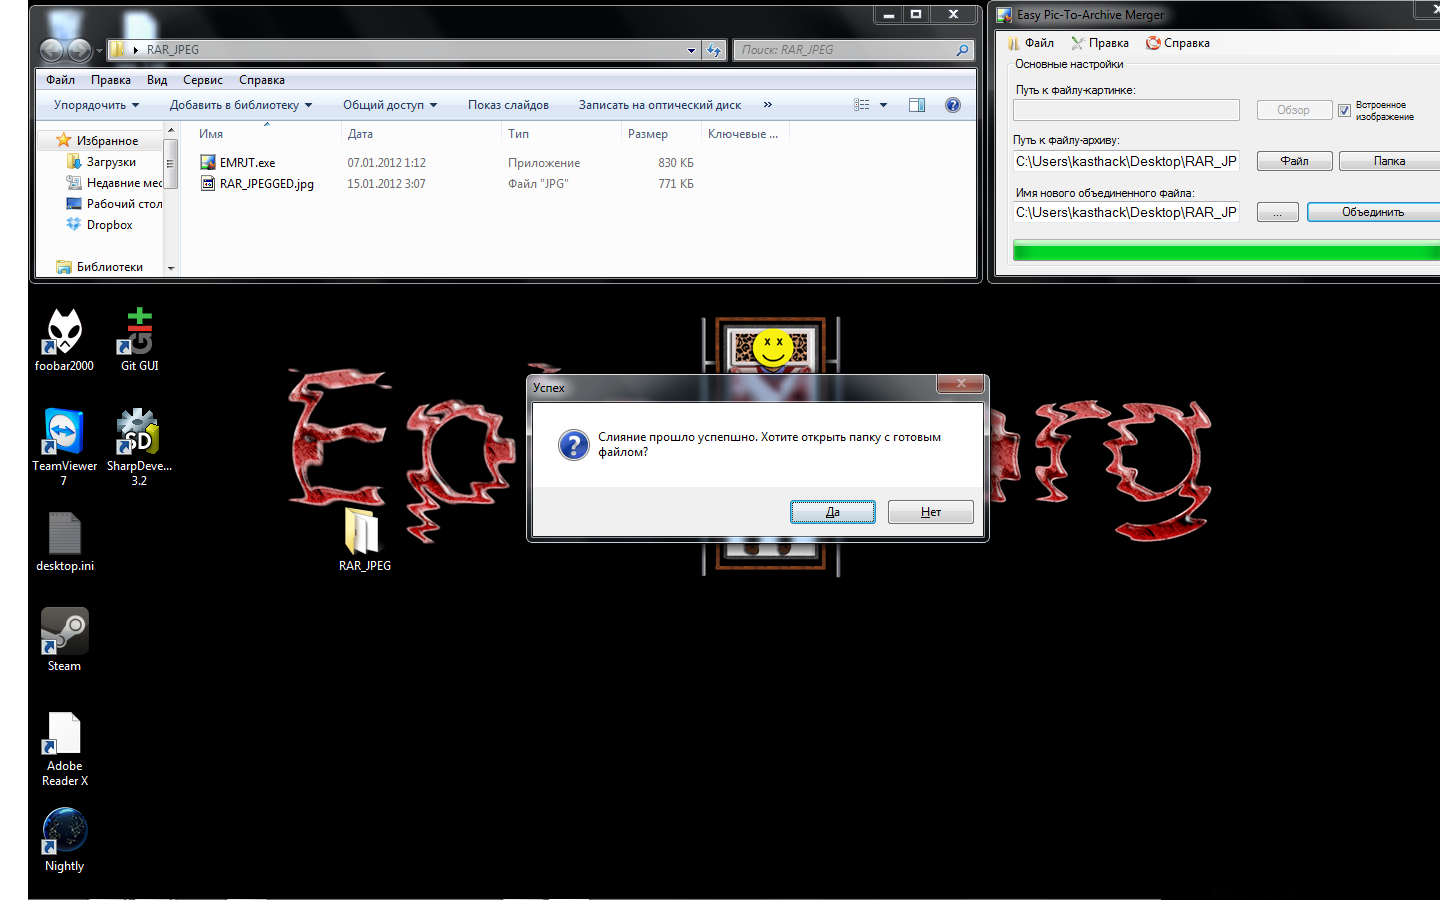 RAR_JPEG
Поиск: RAR_JPEG
Файл Правка Вид Сервис Справка
Упорядочить Добавить в библиотеку Общий доступ Показ слайдов Записать на оптический диск »
Избранное
Загрузки
Недавние мес
Рабочий стол
Dropbox
Библиотеки
Имя Дата Тип Размер Ключевые ...
EMRJT.exe 07.01.2012 1:12 Приложение 830 КБ
RAR_JPEGGED.jpg 15.01.2012 3:07 Файл "JPG" 771 КБ
Easy Pic-To-Archive Merger
Файл Правка Справка
Основные настройки
Путь к файлу-картинке:
Обзор
Встроенное
изображение
Путь к файлу-архиву:
C:\Users\kasthack\Desktop\RAR_JP
Файл Папка
Имя нового объединенного файла:
C:\Users\kasthack\Desktop\RAR_JP
... Объединить
foobar2000
Git GUI
TeamViewer
7
SharpDeve...
3.2
desktop.ini
RAR_JPEG
Steam
Adobe
Reader X
Nightly
Успех
Слияние прошло успепшно. Хотите открыть папку с готовым
файлом?
Да Нет